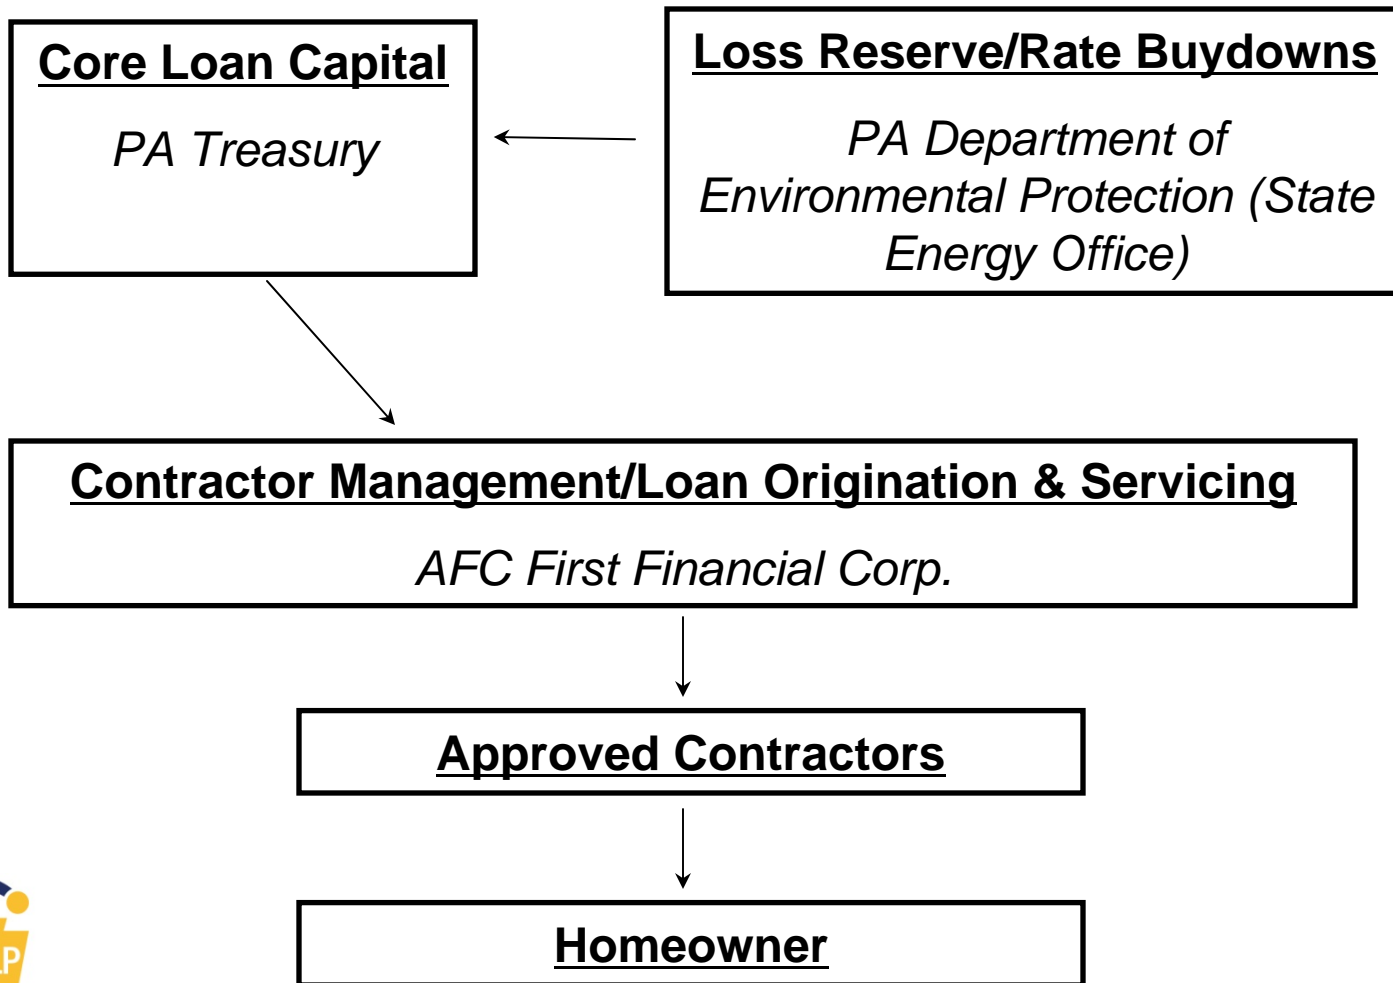 Core Loan Capital
PA Treasury
Loss Reserve/Rate Buydowns
PA Department of
Environmental Protection (State
Energy Office)
Contractor Management/Loan Origination & Servicing
AFC First Financial Corp.
Approved Contractors
Homeowner